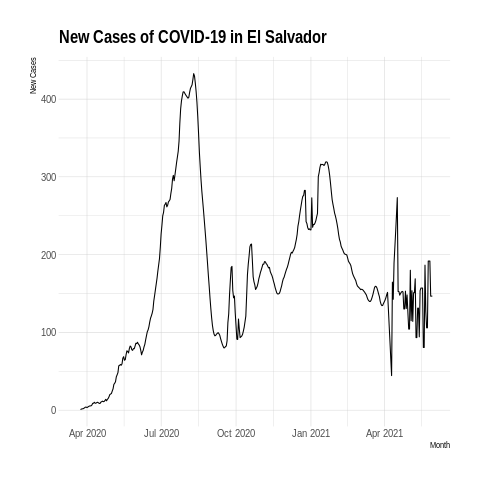 New Cases of COVID-19 in El Salvador
New Cases
400
300
200
100
0
Apr 2020 Jul 2020 Oct 2020 Jan 2021 Apr 2021
Month